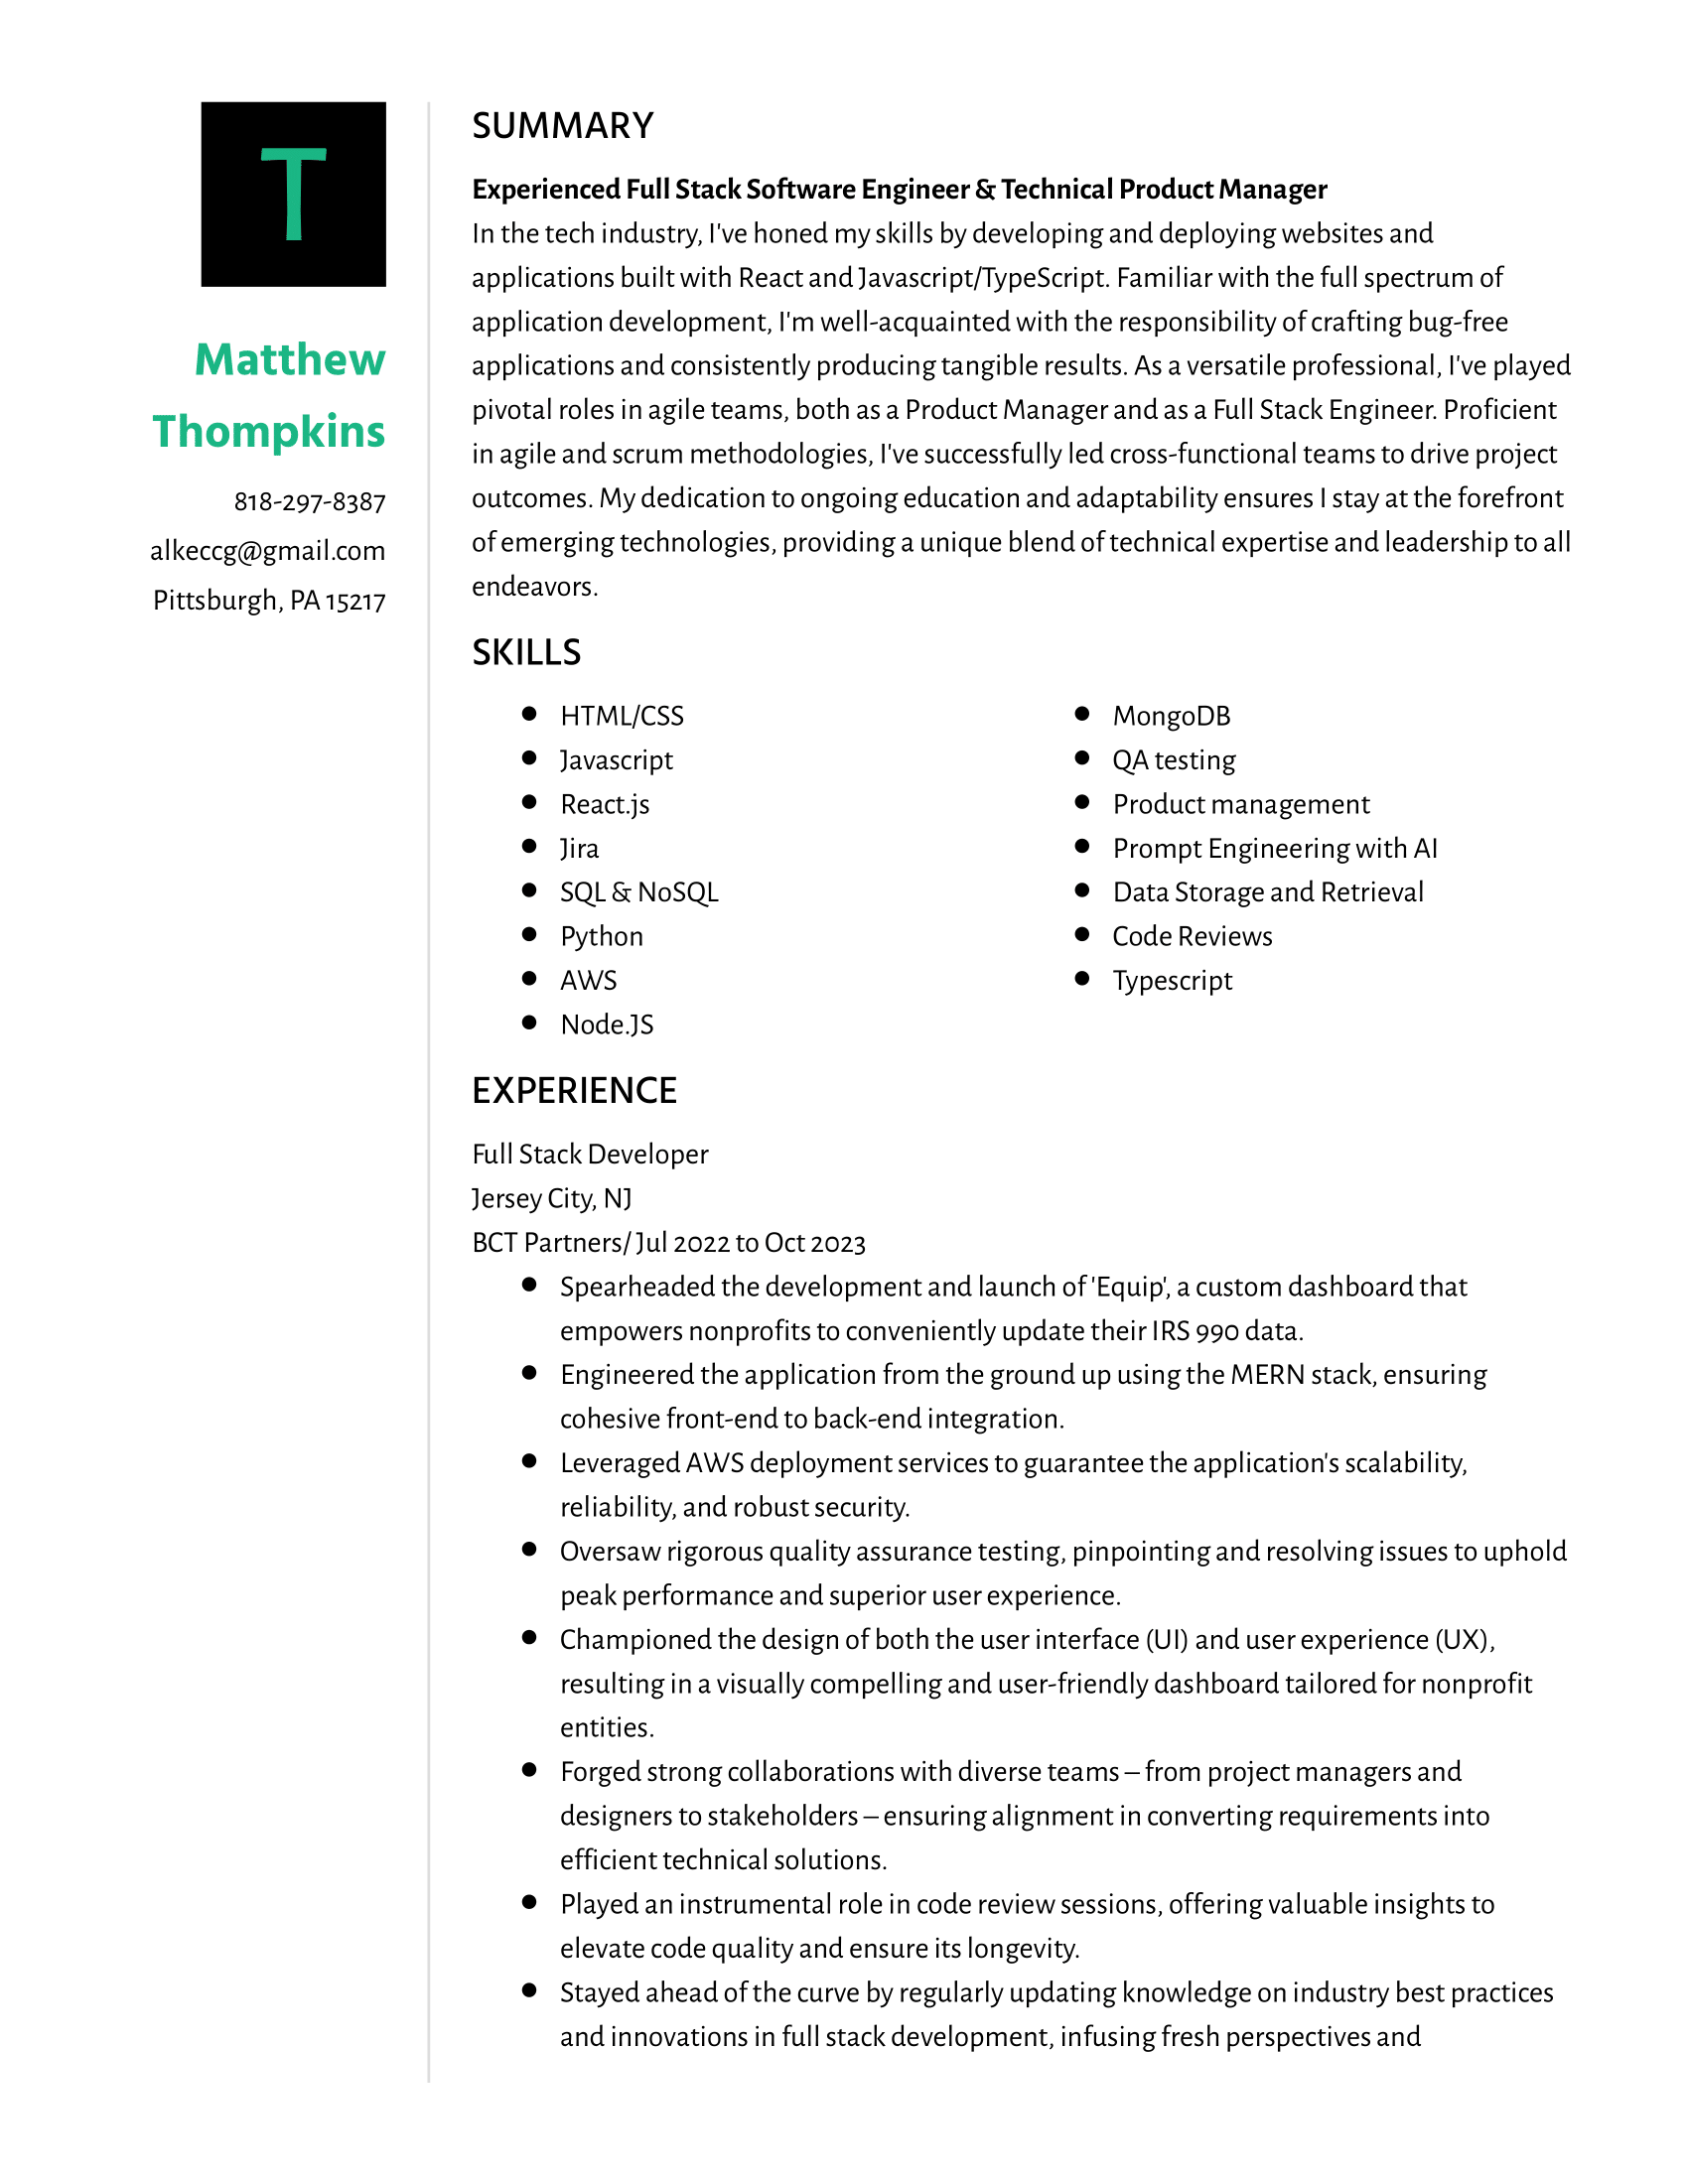 T
Matthew
Thompkins
818-297-8387
alkeccg@gmail.com
Pittsburgh, PA 15217
SUMMARY
Experienced Full Stack Software Engineer & Technical Product Manager
In the tech industry, I've honed my skills by developing and deploying websites and
applications built with React and Javascript/TypeScript. Familiar with the full spectrum of
application development, I'm well-acquainted with the responsibility of crafting bug-free
applications and consistently producing tangible results. As a versatile professional, I've played
pivotal roles in agile teams, both as a Product Manager and as a Full Stack Engineer. Proficient
in agile and scrum methodologies, I've successfully led cross-functional teams to drive project
outcomes. My dedication to ongoing education and adaptability ensures I stay at the forefront
of emerging technologies, providing a unique blend of technical expertise and leadership to all
endeavors.
SKILLS
● HTML/CSS
● Javascript
● React.js
● Jira
● SQL & NoSQL
● Python
● AWS
● Node.JS
● MongoDB
● QA testing
● Product management
● Prompt Engineering with AI
● Data Storage and Retrieval
● Code Reviews
● Typescript
EXPERIENCE
Full Stack Developer
Jersey City, NJ
BCT Partners/ Jul 2022 to Oct 2023
● Spearheaded the development and launch of 'Equip', a custom dashboard that
empowers nonprofits to conveniently update their IRS 990 data.
● Engineered the application from the ground up using the MERN stack, ensuring
cohesive front-end to back-end integration.
● Leveraged AWS deployment services to guarantee the application's scalability,
reliability, and robust security.
● Oversaw rigorous quality assurance testing, pinpointing and resolving issues to uphold
peak performance and superior user experience.
● Championed the design of both the user interface (UI) and user experience (UX),
resulting in a visually compelling and user-friendly dashboard tailored for nonprofit
entities.
● Forged strong collaborations with diverse teams – from project managers and
designers to stakeholders – ensuring alignment in converting requirements into
efficient technical solutions.
● Played an instrumental role in code review sessions, offering valuable insights to
elevate code quality and ensure its longevity.
● Stayed ahead of the curve by regularly updating knowledge on industry best practices
and innovations in full stack development, infusing fresh perspectives and